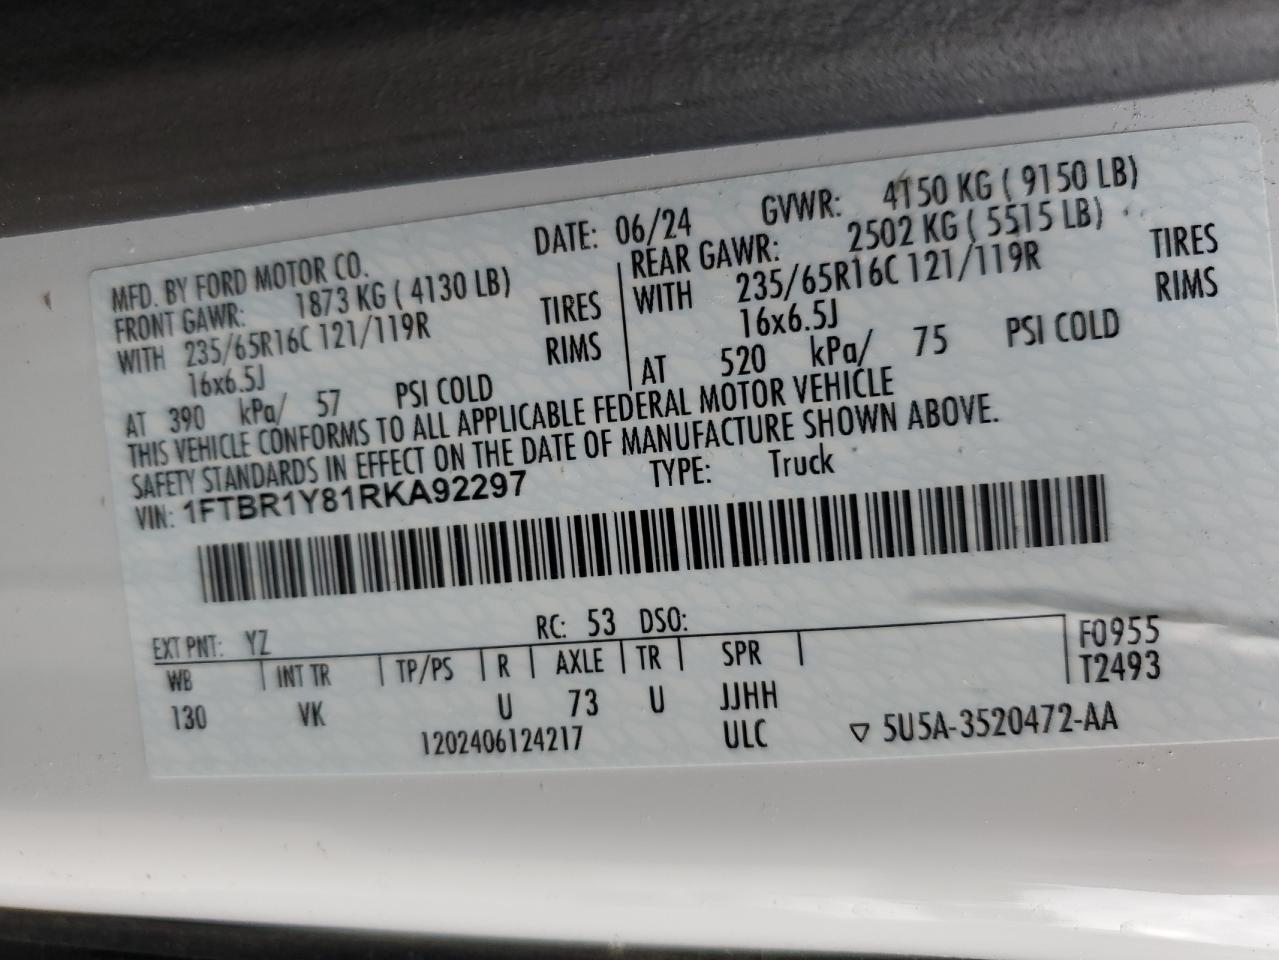 MFD. BY FORD MOTOR CO. DATE: 06/24 GVWR: 4150 KG ( 9150 LB)
FRONT GAWR: 1873 KG ( 4130 LB)
WITH 235/65R16C 121/119R TIRES
16x6.5J RIMS
AT 390 kPa/ 57 PSI COLD
REAR GAWR: 2502 KG ( 5515 LB)
WITH 235/65R16C 121/119R TIRES
16x6.5J RIMS
AT 520 kPa/ 75 PSI COLD
THIS VEHICLE CONFORMS TO ALL APPLICABLE FEDERAL MOTOR VEHICLE
SAFETY STANDARDS IN EFFECT ON THE DATE OF MANUFACTURE SHOWN ABOVE.
VIN: 1FTBR1Y81RKA92297 TYPE: Truck
EXT PNT: YZ RC: 53 DSO:
WB INT TR TP/PS R AXLE TR SPR F0955
130 VK U 73 U JJHH T2493
1202406124217 ULC ▽ 5U5A-3520472-AA